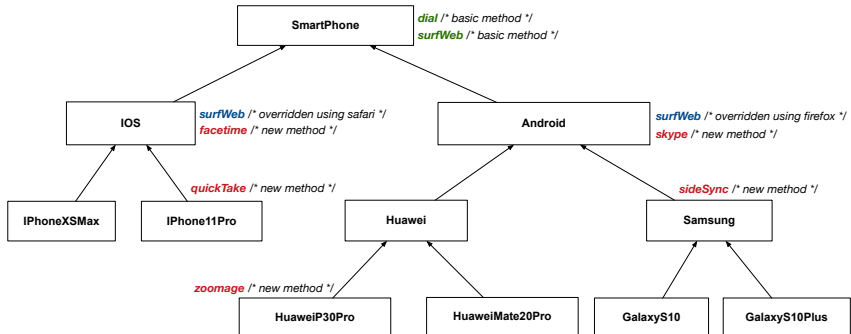 SmartPhone
dial /* basic method */
surfWeb /* basic method */
IOS
surfWeb /* overridden using safari */
facetime /* new method */
Android
surfWeb /* overridden using firefox */
skype /* new method */
quickTake /* new method */
sideSync /* new method */
IPhoneXSMax
IPhone11Pro
Huawei
Samsung
zoomage /* new method */
HuaweiP30Pro
HuaweiMate20Pro
GalaxyS10
GalaxyS10Plus